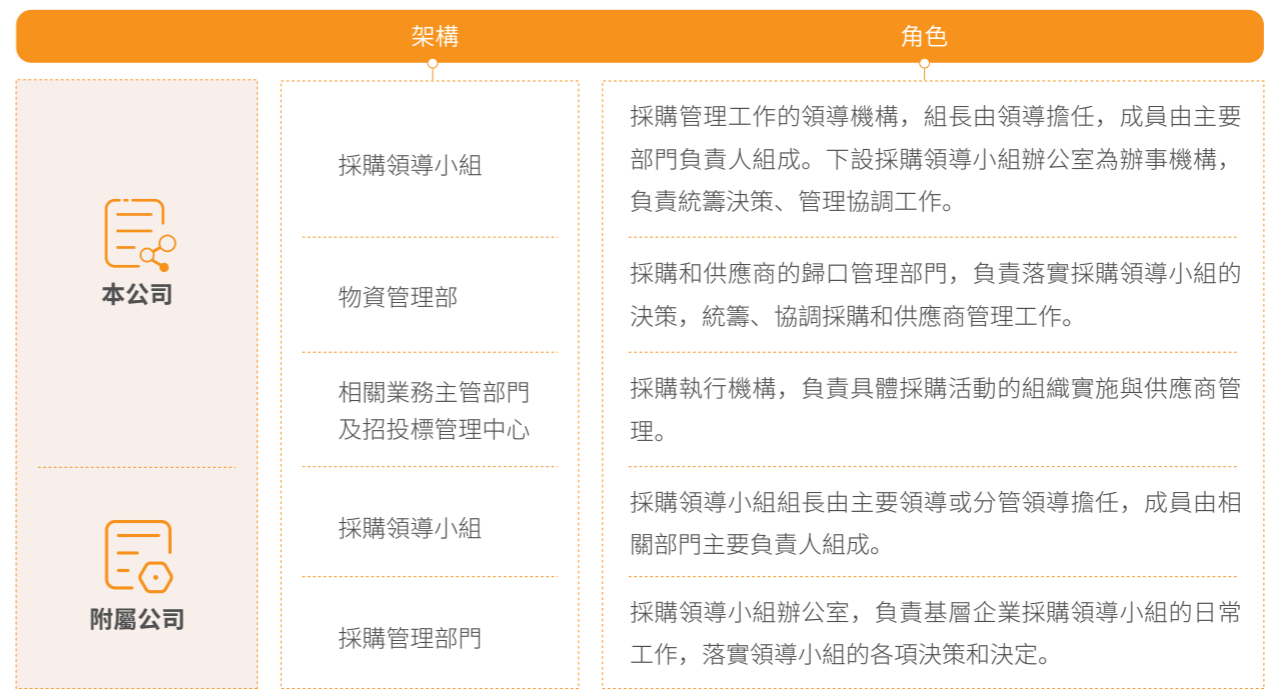 架構
角色
本公司
採購領導小組
採購管理工作的領導機構，組長由領導擔任，成員由主要
部門負責人組成。下設採購領導小組辦公室為辦事機構，
負責統籌決策、管理協調工作。
物資管理部
採購和供應商的歸口管理部門，負責落實採購領導小組的
決策，統籌、協調採購和供應商管理工作。
相關業務主管部門
及招投標管理中心
採購執行機構，負責具體採購活動的組織實施與供應商管
理。
附屬公司
採購領導小組
採購領導小組組長由主要領導或分管領導擔任，成員由相
關部門主要負責人組成。
採購管理部門
採購領導小組辦公室，負責基層企業採購領導小組的日常
工作，落實領導小組的各項決策和決定。